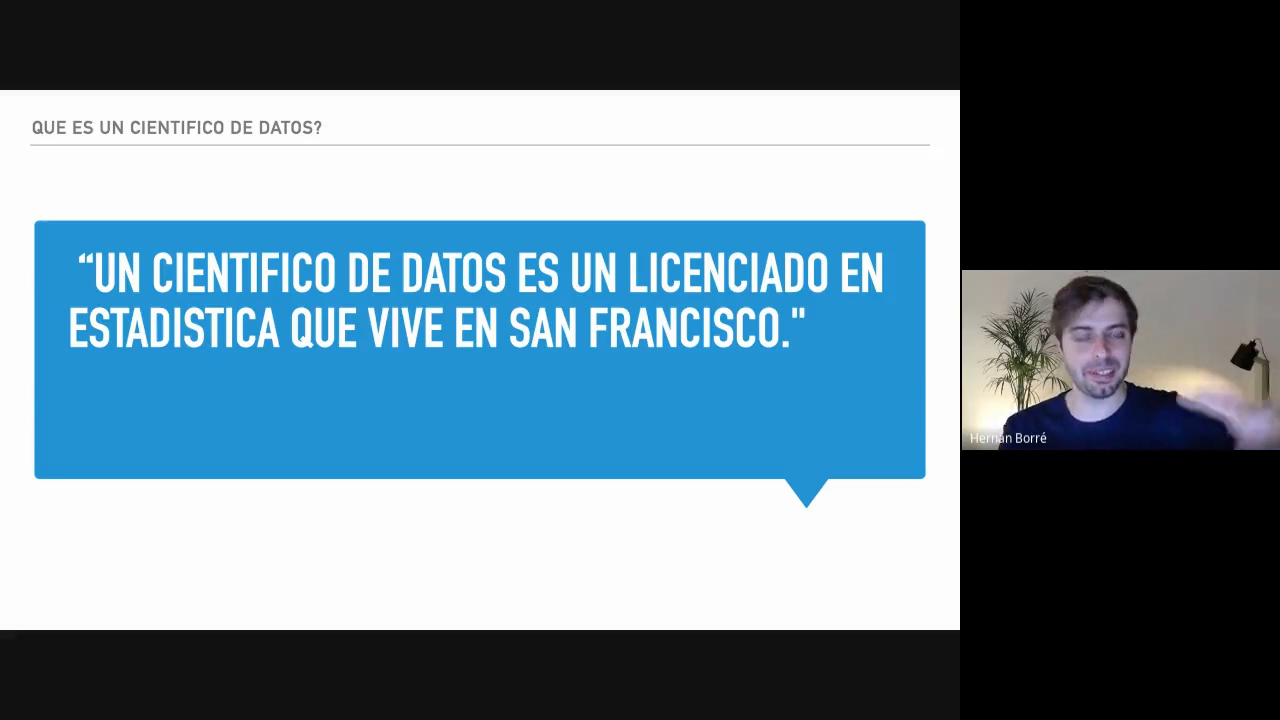 QUE ES UN CIENTIFICO DE DATOS?
“UN CIENTIFICO DE DATOS ES UN LICENCIADO EN
ESTADISTICA QUE VIVE EN SAN FRANCISCO."
Hernan Borré